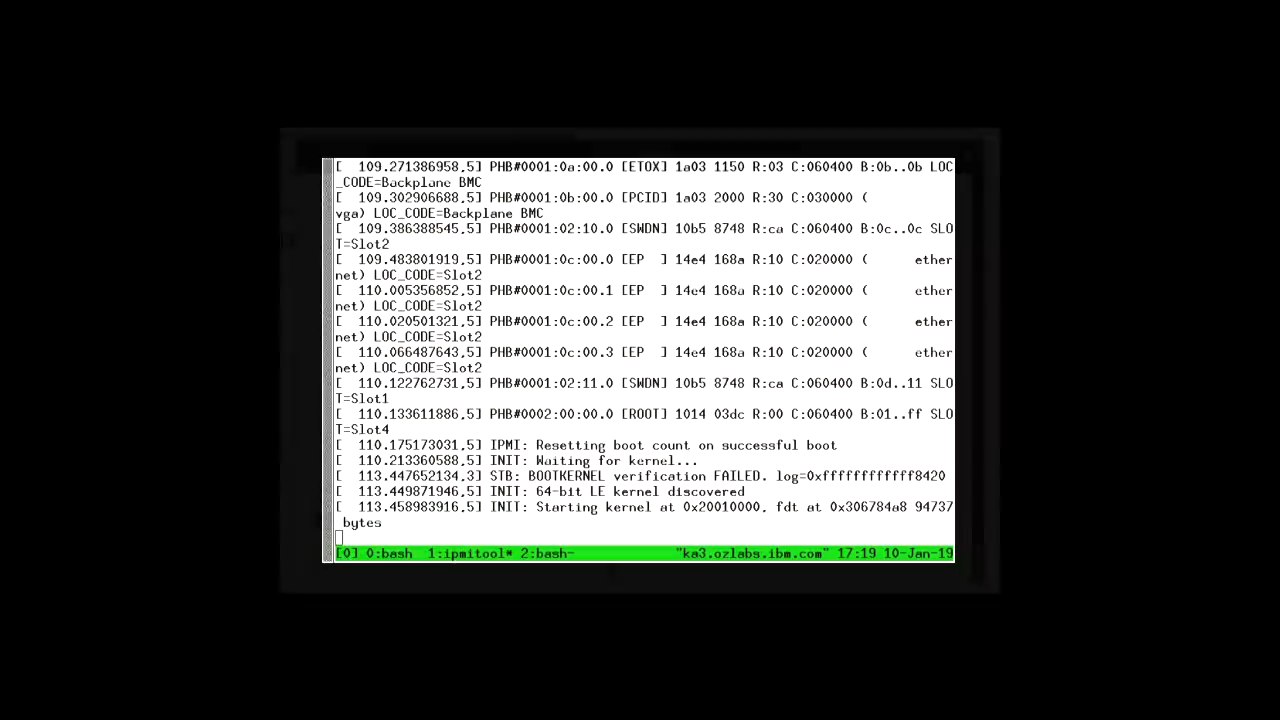 [  109.271386958,5] PHB#0001:0a:00.0 [ETOX] 1a03 1150 R:03 C:060400 B:0b..0b LOC
_CODE=Backplane BMC
[  109.302906688,5] PHB#0001:0b:00.0 [PCID] 1a03 2000 R:30 C:030000 (
vga) LOC_CODE=Backplane BMC
[  109.386388545,5] PHB#0001:02:10.0 [SWDN] 10b5 8748 R:ca C:060400 B:0c..0c SLO
T=Slot2
[  109.483801919,5] PHB#0001:0c:00.0 [EP  ] 14e4 168a R:10 C:020000 (      ether
net) LOC_CODE=Slot2
[  110.005356852,5] PHB#0001:0c:00.1 [EP  ] 14e4 168a R:10 C:020000 (      ether
net) LOC_CODE=Slot2
[  110.020501321,5] PHB#0001:0c:00.2 [EP  ] 14e4 168a R:10 C:020000 (      ether
net) LOC_CODE=Slot2
[  110.066487643,5] PHB#0001:0c:00.3 [EP  ] 14e4 168a R:10 C:020000 (      ether
net) LOC_CODE=Slot2
[  110.122762731,5] PHB#0001:02:11.0 [SWDN] 10b5 8748 R:ca C:060400 B:0d..11 SLO
T=Slot1
[  110.133611886,5] PHB#0002:00:00.0 [ROOT] 1014 03dc R:00 C:060400 B:01..ff SLO
T=Slot4
[  110.175173031,5] IPMI: Resetting boot count on successful boot
[  110.213360588,5] INIT: Waiting for kernel...
[  113.447652134,3] STB: BOOTKERNEL verification FAILED. log=0xffffffffffff8420
[  113.449871946,5] INIT: 64-bit LE kernel discovered
[  113.458983916,5] INIT: Starting kernel at 0x20010000, fdt at 0x306784a8 94737
 bytes
[0] 0:bash  1:ipmitool* 2:bash-             "ka3.ozlabs.ibm.com" 17:19 10-Jan-19